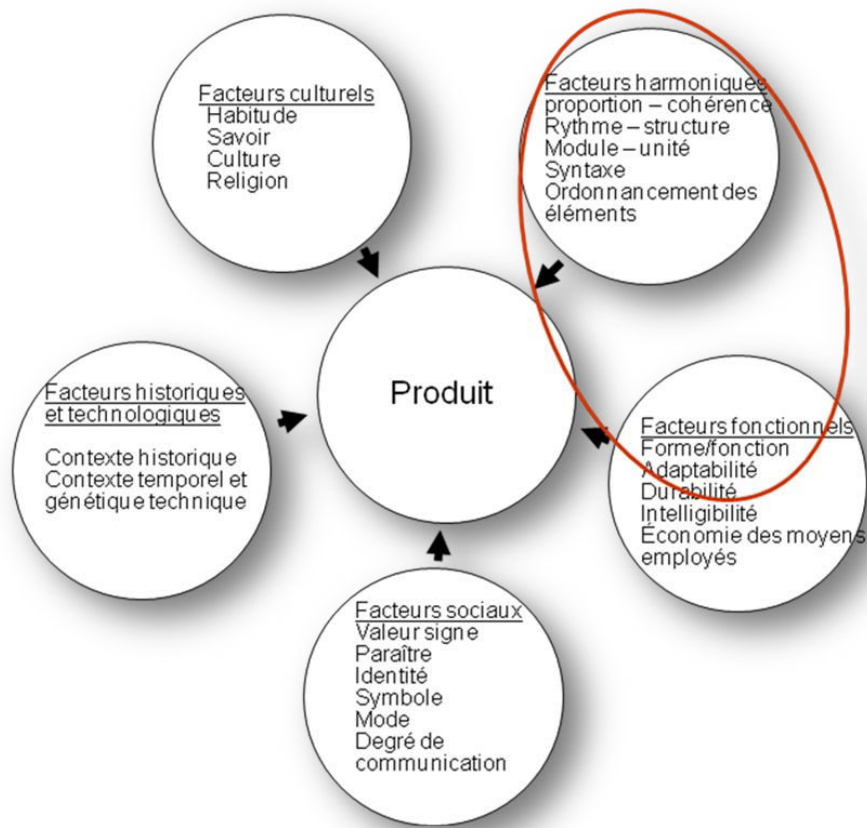 Facteurs culturels
Habitude
Savoir
Culture
Religion
Facteurs harmoniques
proportion – cohérence
Rythme – structure
Module – unité
Syntaxe
Ordonnancement des
éléments
Produit
Facteurs historiques
et technologiques
Contexte historique
Contexte temporel et
génétique technique
Facteurs fonctionnels
Forme/fonction
Adaptabilité
Durabilité
Intelligibilité
Économie des moyens
employés
Facteurs sociaux
Valeur signe
Paraître
Identité
Symbole
Mode
Degré de
communication